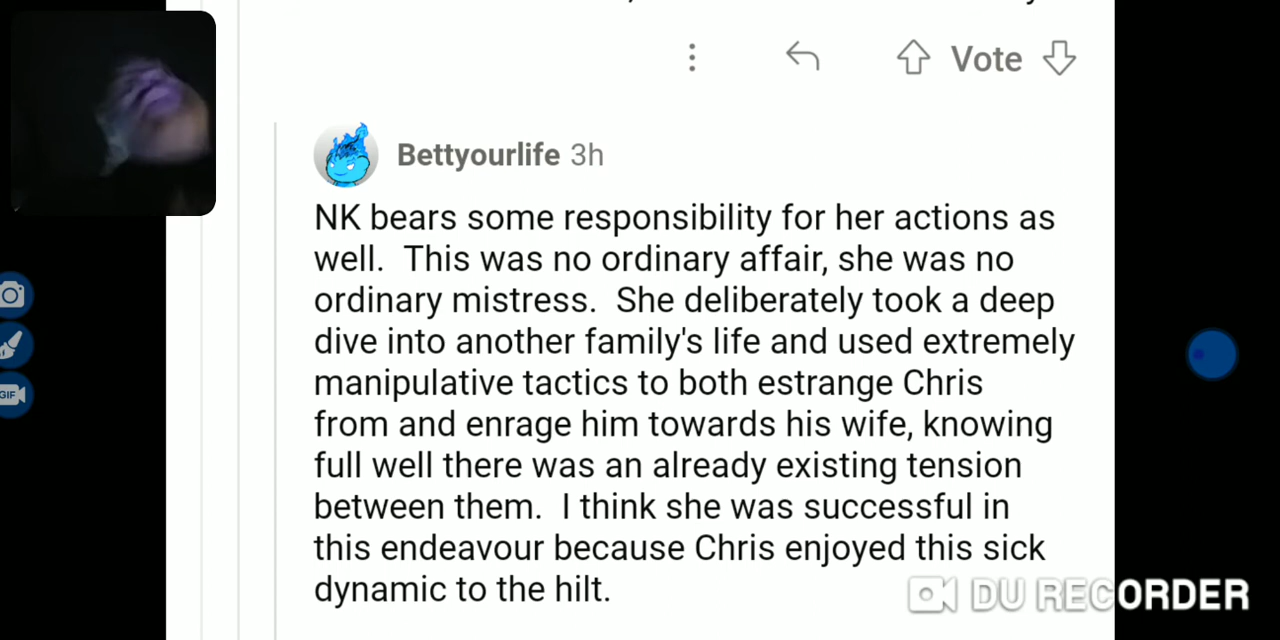 Vote
Bettyourlife 3h
NK bears some responsibility for her actions as
well.  This was no ordinary affair, she was no
ordinary mistress.  She deliberately took a deep
dive into another family's life and used extremely
manipulative tactics to both estrange Chris
from and enrage him towards his wife, knowing
full well there was an already existing tension
between them.  I think she was successful in
this endeavour because Chris enjoyed this sick
dynamic to the hilt.
GIF
DU RECORDER